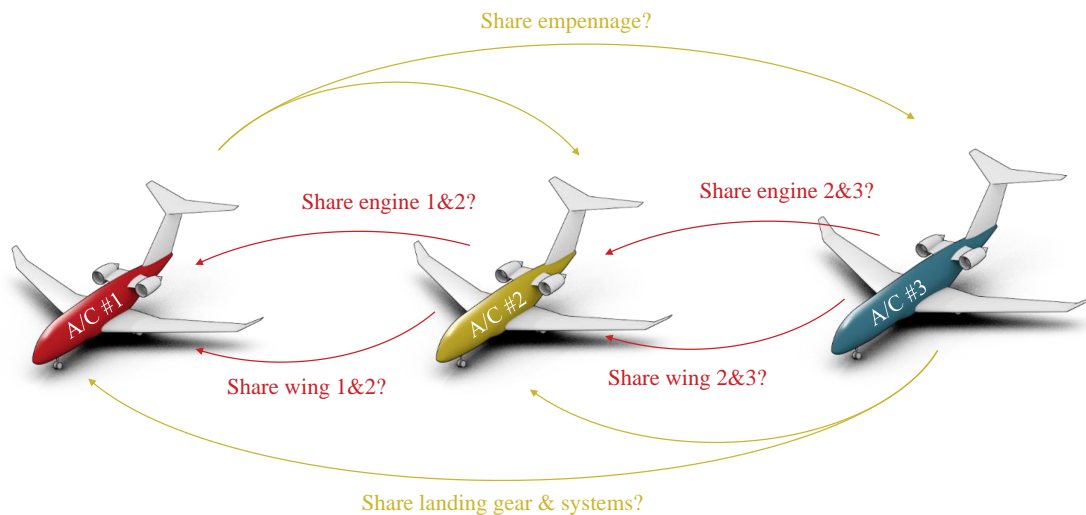 Share empennage?
Share engine 1&2?
Share engine 2&3?
A/C #1
A/C #2
A/C #3
Share wing 1&2?
Share wing 2&3?
Share landing gear & systems?